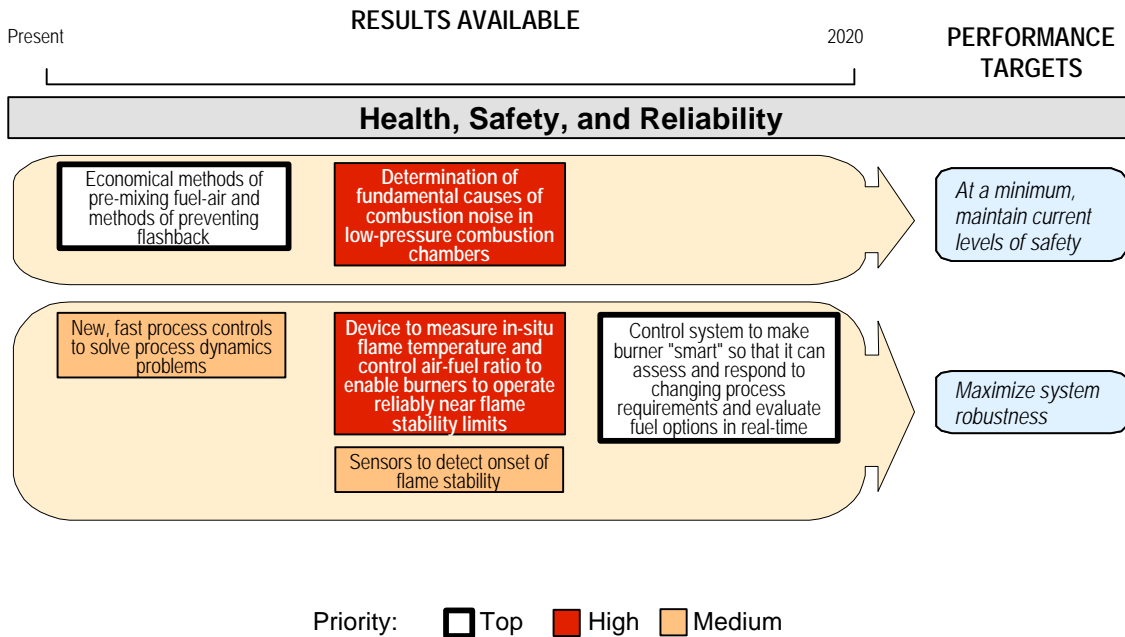 RESULTS AVAILABLE
Present
2020
PERFORMANCE
TARGETS
Health, Safety, and Reliability
Economical methods of
pre-mixing fuel-air and
methods of preventing
flashback
Determination of
fundamental causes of
combustion noise in
low-pressure combustion
chambers
At a minimum,
maintain current
levels of safety
New, fast process controls
to solve process dynamics
problems
Device to measure in-situ
flame temperature and
control air-fuel ratio to
enable burners to operate
reliably near flame
stability limits
Sensors to detect onset of
flame stability
Control system to make
burner "smart" so that it can
assess and respond to
changing process
requirements and evaluate
fuel options in real-time
Maximize system
robustness
Priority: Top High Medium